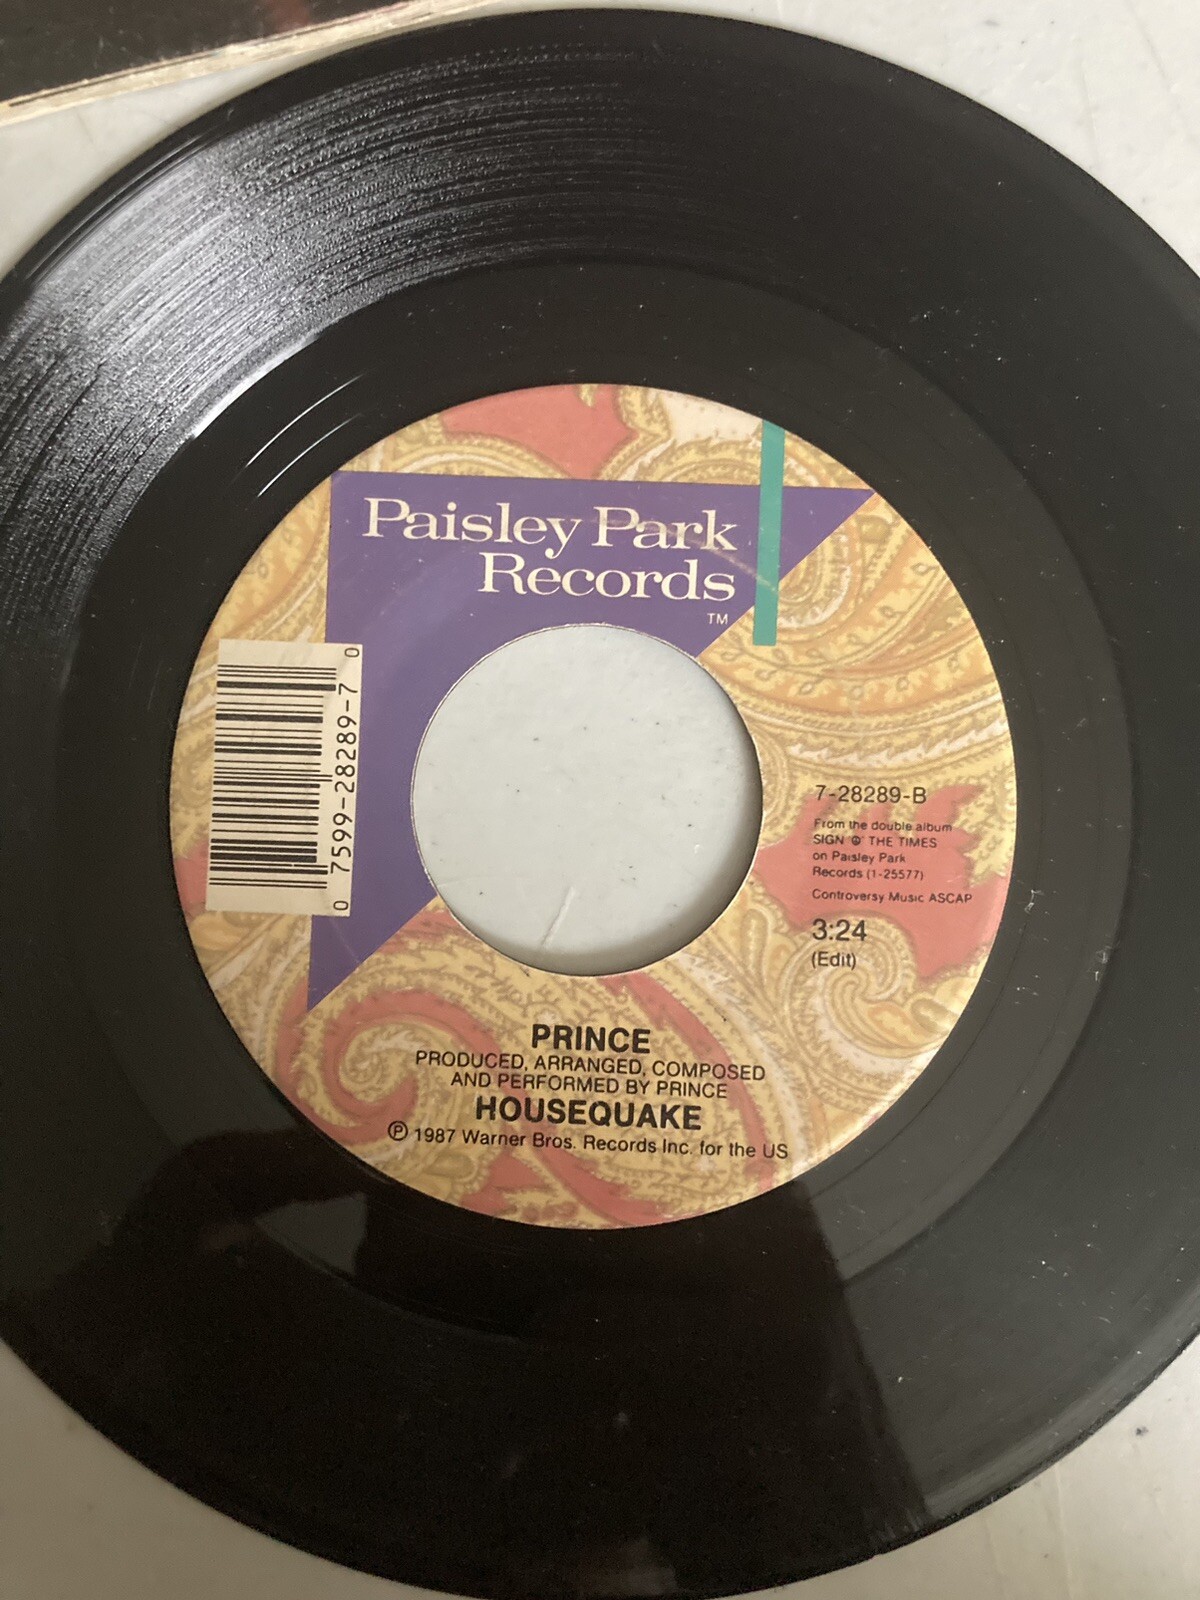 Paisley Park
Records
TM
0 7599-28289-7 0
7-28289-B
From the double album
SIGN "☮" THE TIMES
on Paisley Park
Records (1-25577)
Controversy Music ASCAP
3:24
(Edit)
PRINCE
PRODUCED, ARRANGED, COMPOSED
AND PERFORMED BY PRINCE
HOUSEQUAKE
℗ 1987 Warner Bros. Records Inc. for the US